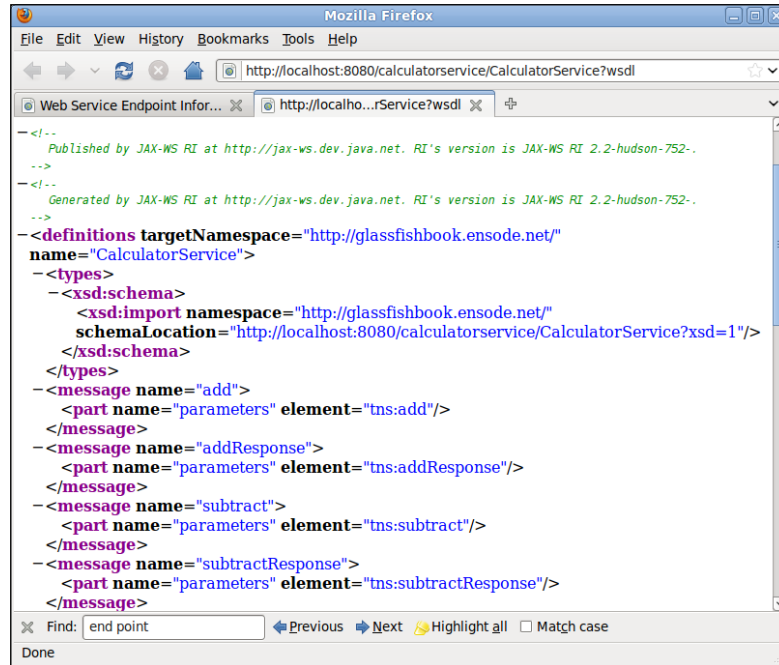 Mozilla Firefox
File Edit View History Bookmarks Tools Help
http://localhost:8080/calculatorservice/CalculatorService?wsdl
Web Service Endpoint Infor... http://localho...rService?wsdl
<!--
Published by JAX-WS RI at http://jax-ws.dev.java.net. RI's version is JAX-WS RI 2.2-hudson-752-.
-->
<!--
Generated by JAX-WS RI at http://jax-ws.dev.java.net. RI's version is JAX-WS RI 2.2-hudson-752-.
-->
−<definitions targetNamespace="http://glassfishbook.ensode.net/"
name="CalculatorService">
−<types>
−<xsd:schema>
<xsd:import namespace="http://glassfishbook.ensode.net/"
schemaLocation="http://localhost:8080/calculatorservice/CalculatorService?xsd=1"/>
</xsd:schema>
</types>
−<message name="add">
<part name="parameters" element="tns:add"/>
</message>
−<message name="addResponse">
<part name="parameters" element="tns:addResponse"/>
</message>
−<message name="subtract">
<part name="parameters" element="tns:subtract"/>
</message>
−<message name="subtractResponse">
<part name="parameters" element="tns:subtractResponse"/>
</message>
Find: end point Previous Next Highlight all Match case
Done